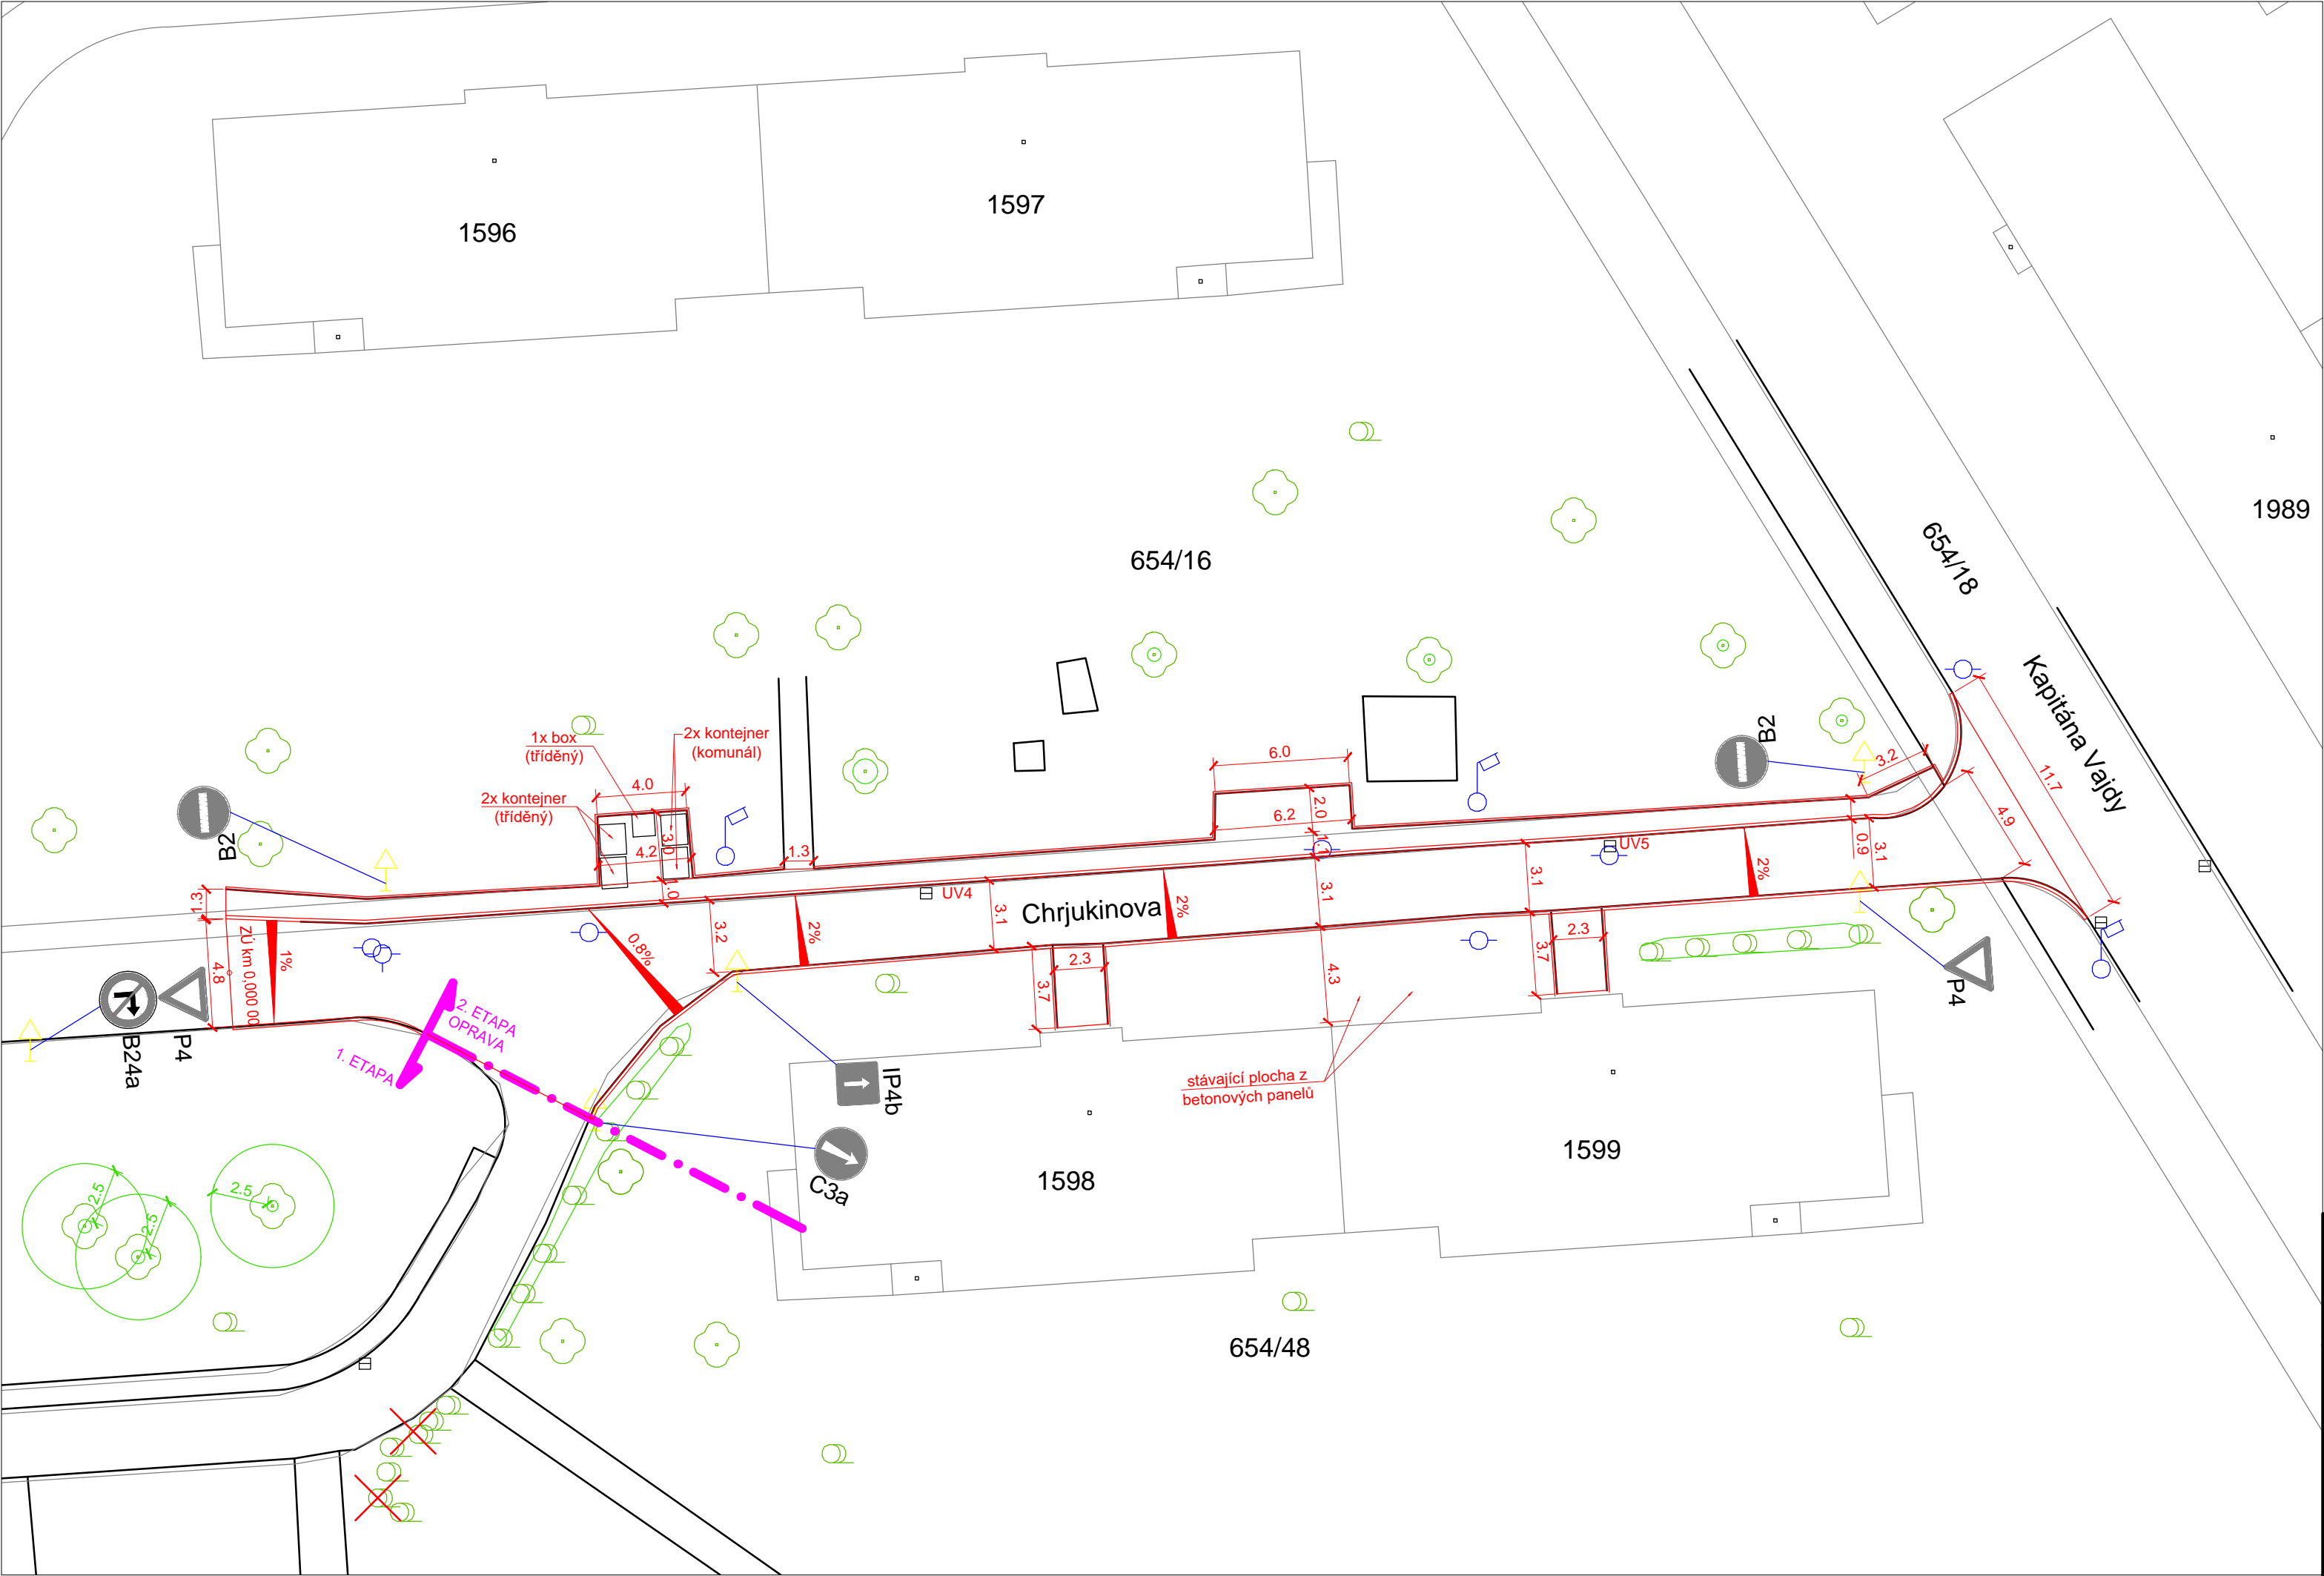 1596
1597
1989
654/16
654/18
Kapitána Vajdy
B2
B2
1x box
(tříděný)
2x kontejner
(komunál)
2x kontejner
(tříděný)
4.0
3.0
4.2
1.0
1.3
6.0
6.2
2.0
1.1
3.2
11.7
4.9
0.9
3.1
UV5
UV4
Chrjukinova
1.3
4.8
ZÚ km 0,000 00
1%
0.8%
3.2
2%
3.1
2%
3.1
3.1
2%
2.3
3.7
2.3
3.7
4.3
B24a
P4
P4
2. ETAPA
OPRAVA
1. ETAPA
IP4b
C3a
stávající plocha z
betonových panelů
1598
1599
2.5
2.5
2.5
654/48